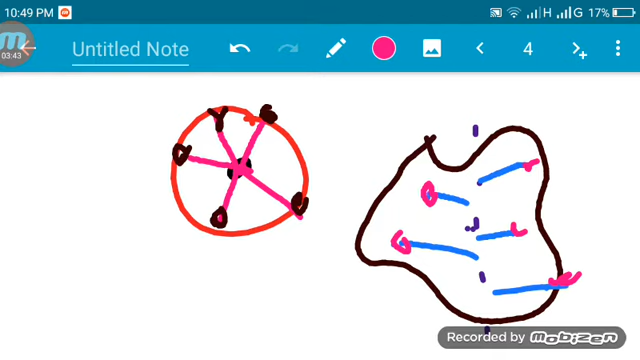 10:49 PM H G 17%
03:43
Untitled Note
4
Recorded by
mobizen